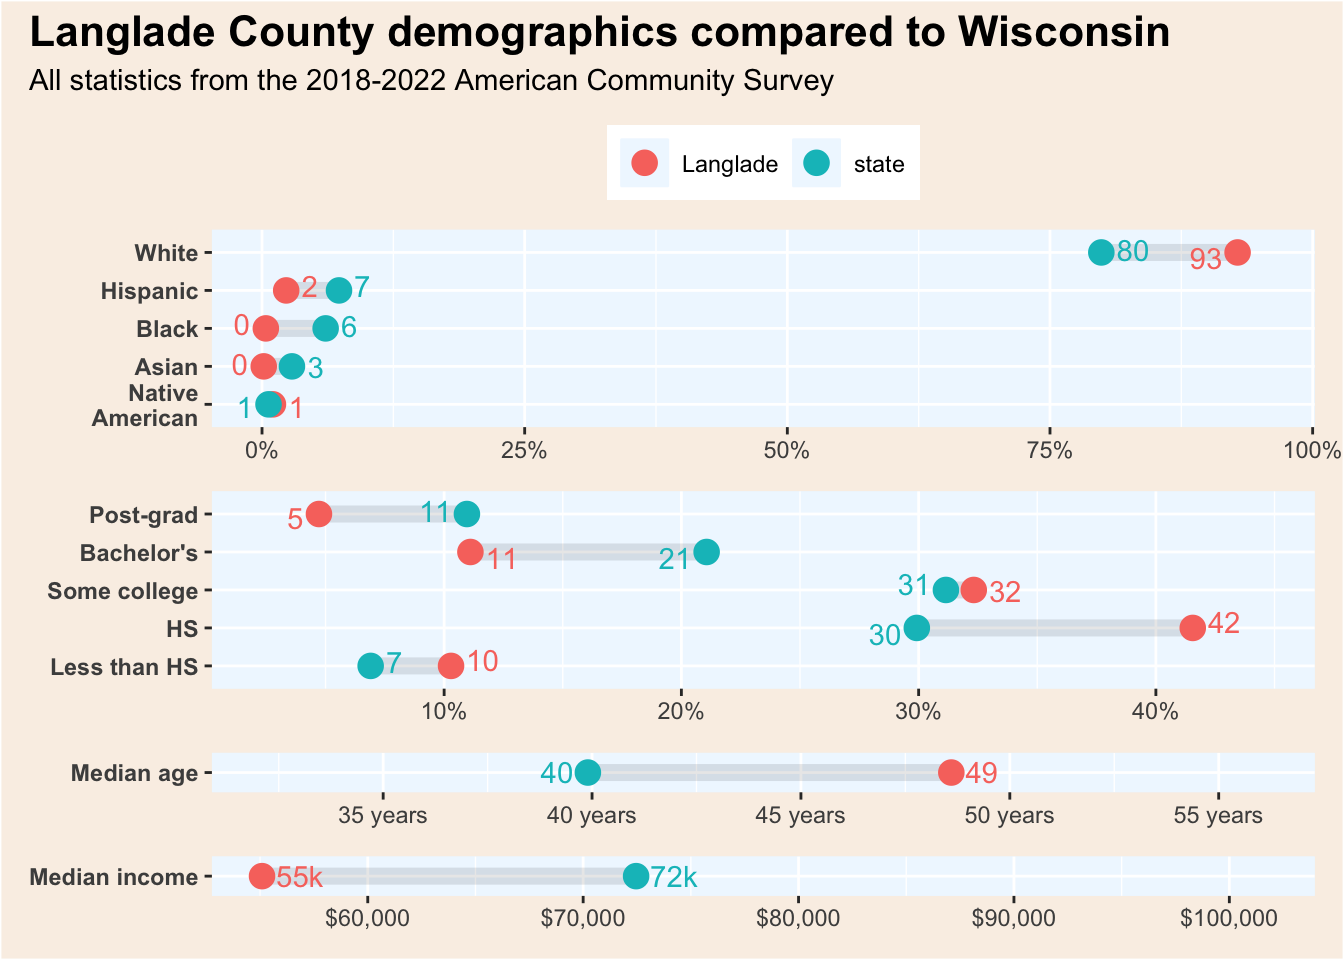 Langlade County demographics compared to Wisconsin
All statistics from the 2018-2022 American Community Survey
Langlade state
White 80 93
Hispanic 2 7
Black 0 6
Asian 0 3
Native
American 1 1
0% 25% 50% 75% 100%
Post-grad 5 11
Bachelor's 11 21
Some college 31 32
HS 30 42
Less than HS 7 10
10% 20% 30% 40%
Median age 40 49
35 years 40 years 45 years 50 years 55 years
Median income 55k 72k
$60,000 $70,000 $80,000 $90,000 $100,000